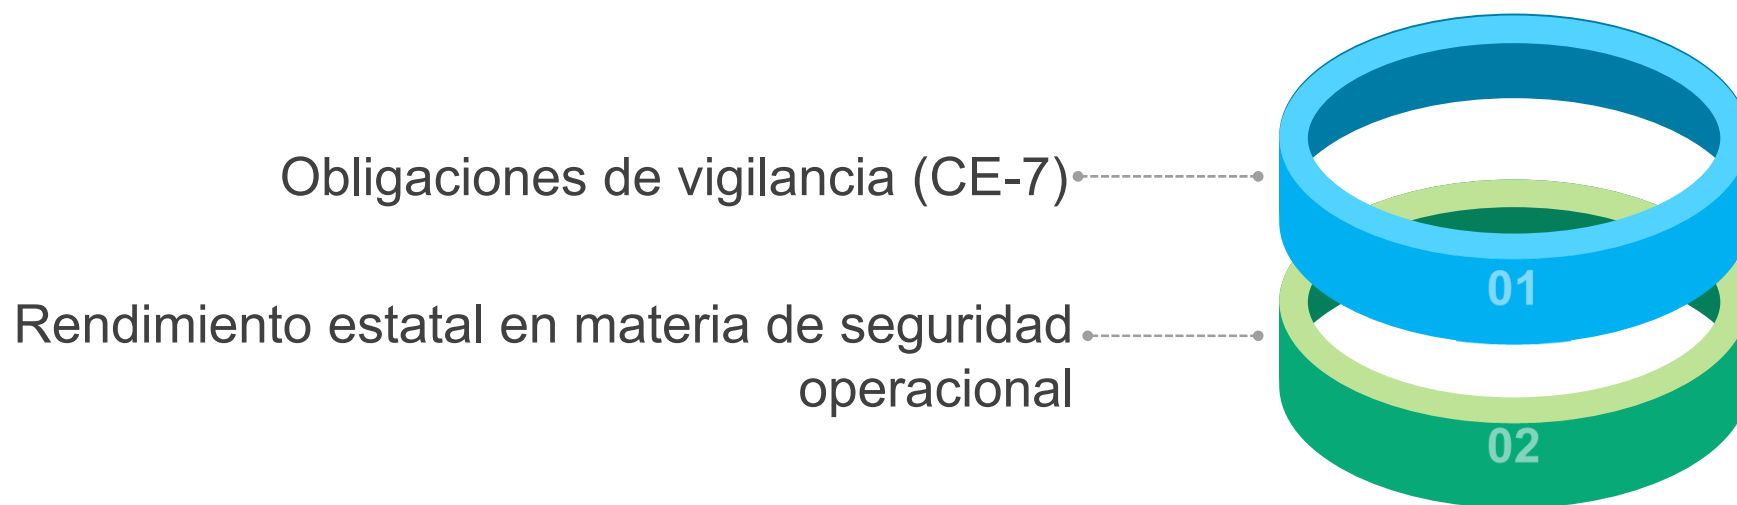 Obligaciones de vigilancia (CE-7)
01
Rendimiento estatal en materia de seguridad
operacional
02